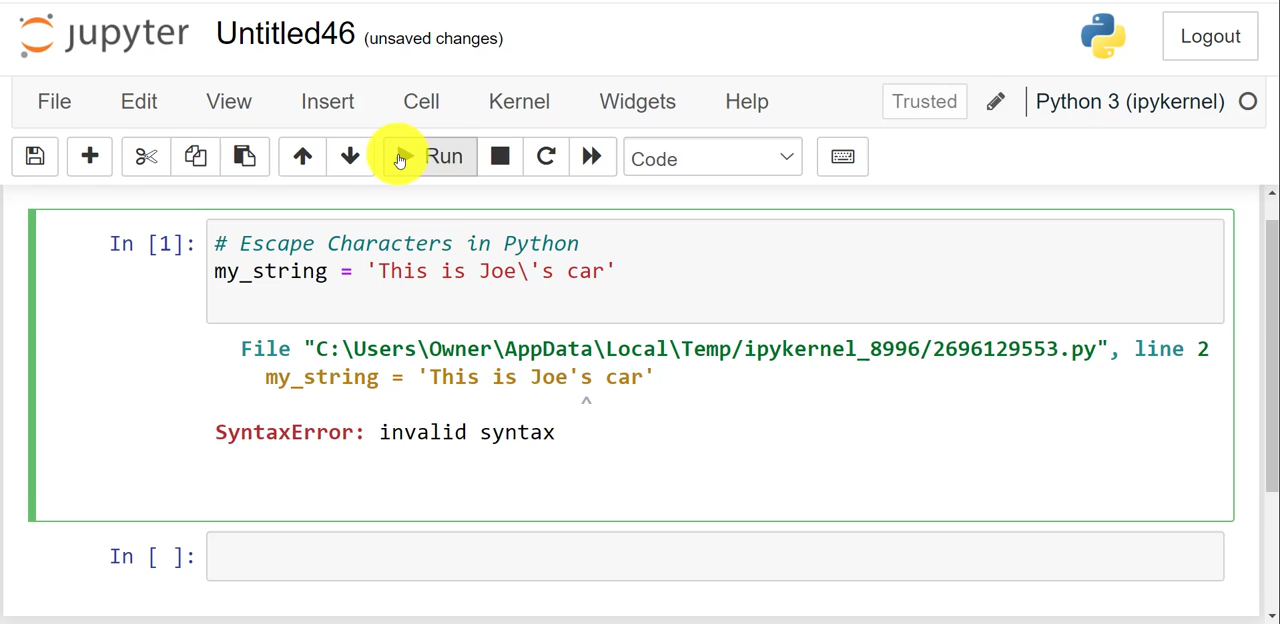 jupyter Untitled46 (unsaved changes) Logout
File Edit View Insert Cell Kernel Widgets Help Trusted Python 3 (ipykernel)
Run Code
In [1]: # Escape Characters in Python
my_string = 'This is Joe\'s car'
File "C:\Users\Owner\AppData\Local\Temp/ipykernel_8996/2696129553.py", line 2
my_string = 'This is Joe's car'
^
SyntaxError: invalid syntax
In [ ]: